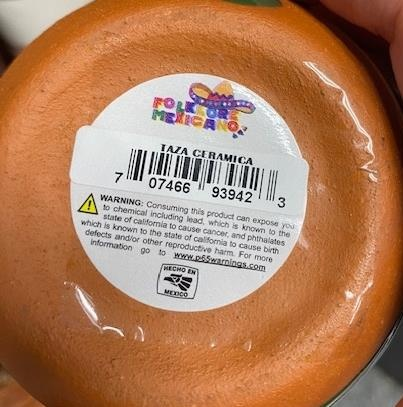 FOLKLORE
MEXICANO
TAZA CERAMICA
7 07466 93942 3
WARNING: Consuming this product can expose you
to chemical including lead, which is known to the
state of california to cause cancer, and phthalates
which is known to the state of california to cause birth
defects and/or other reproductive harm. For more
information go to www.p65warnings.com
HECHO EN
MEXICO